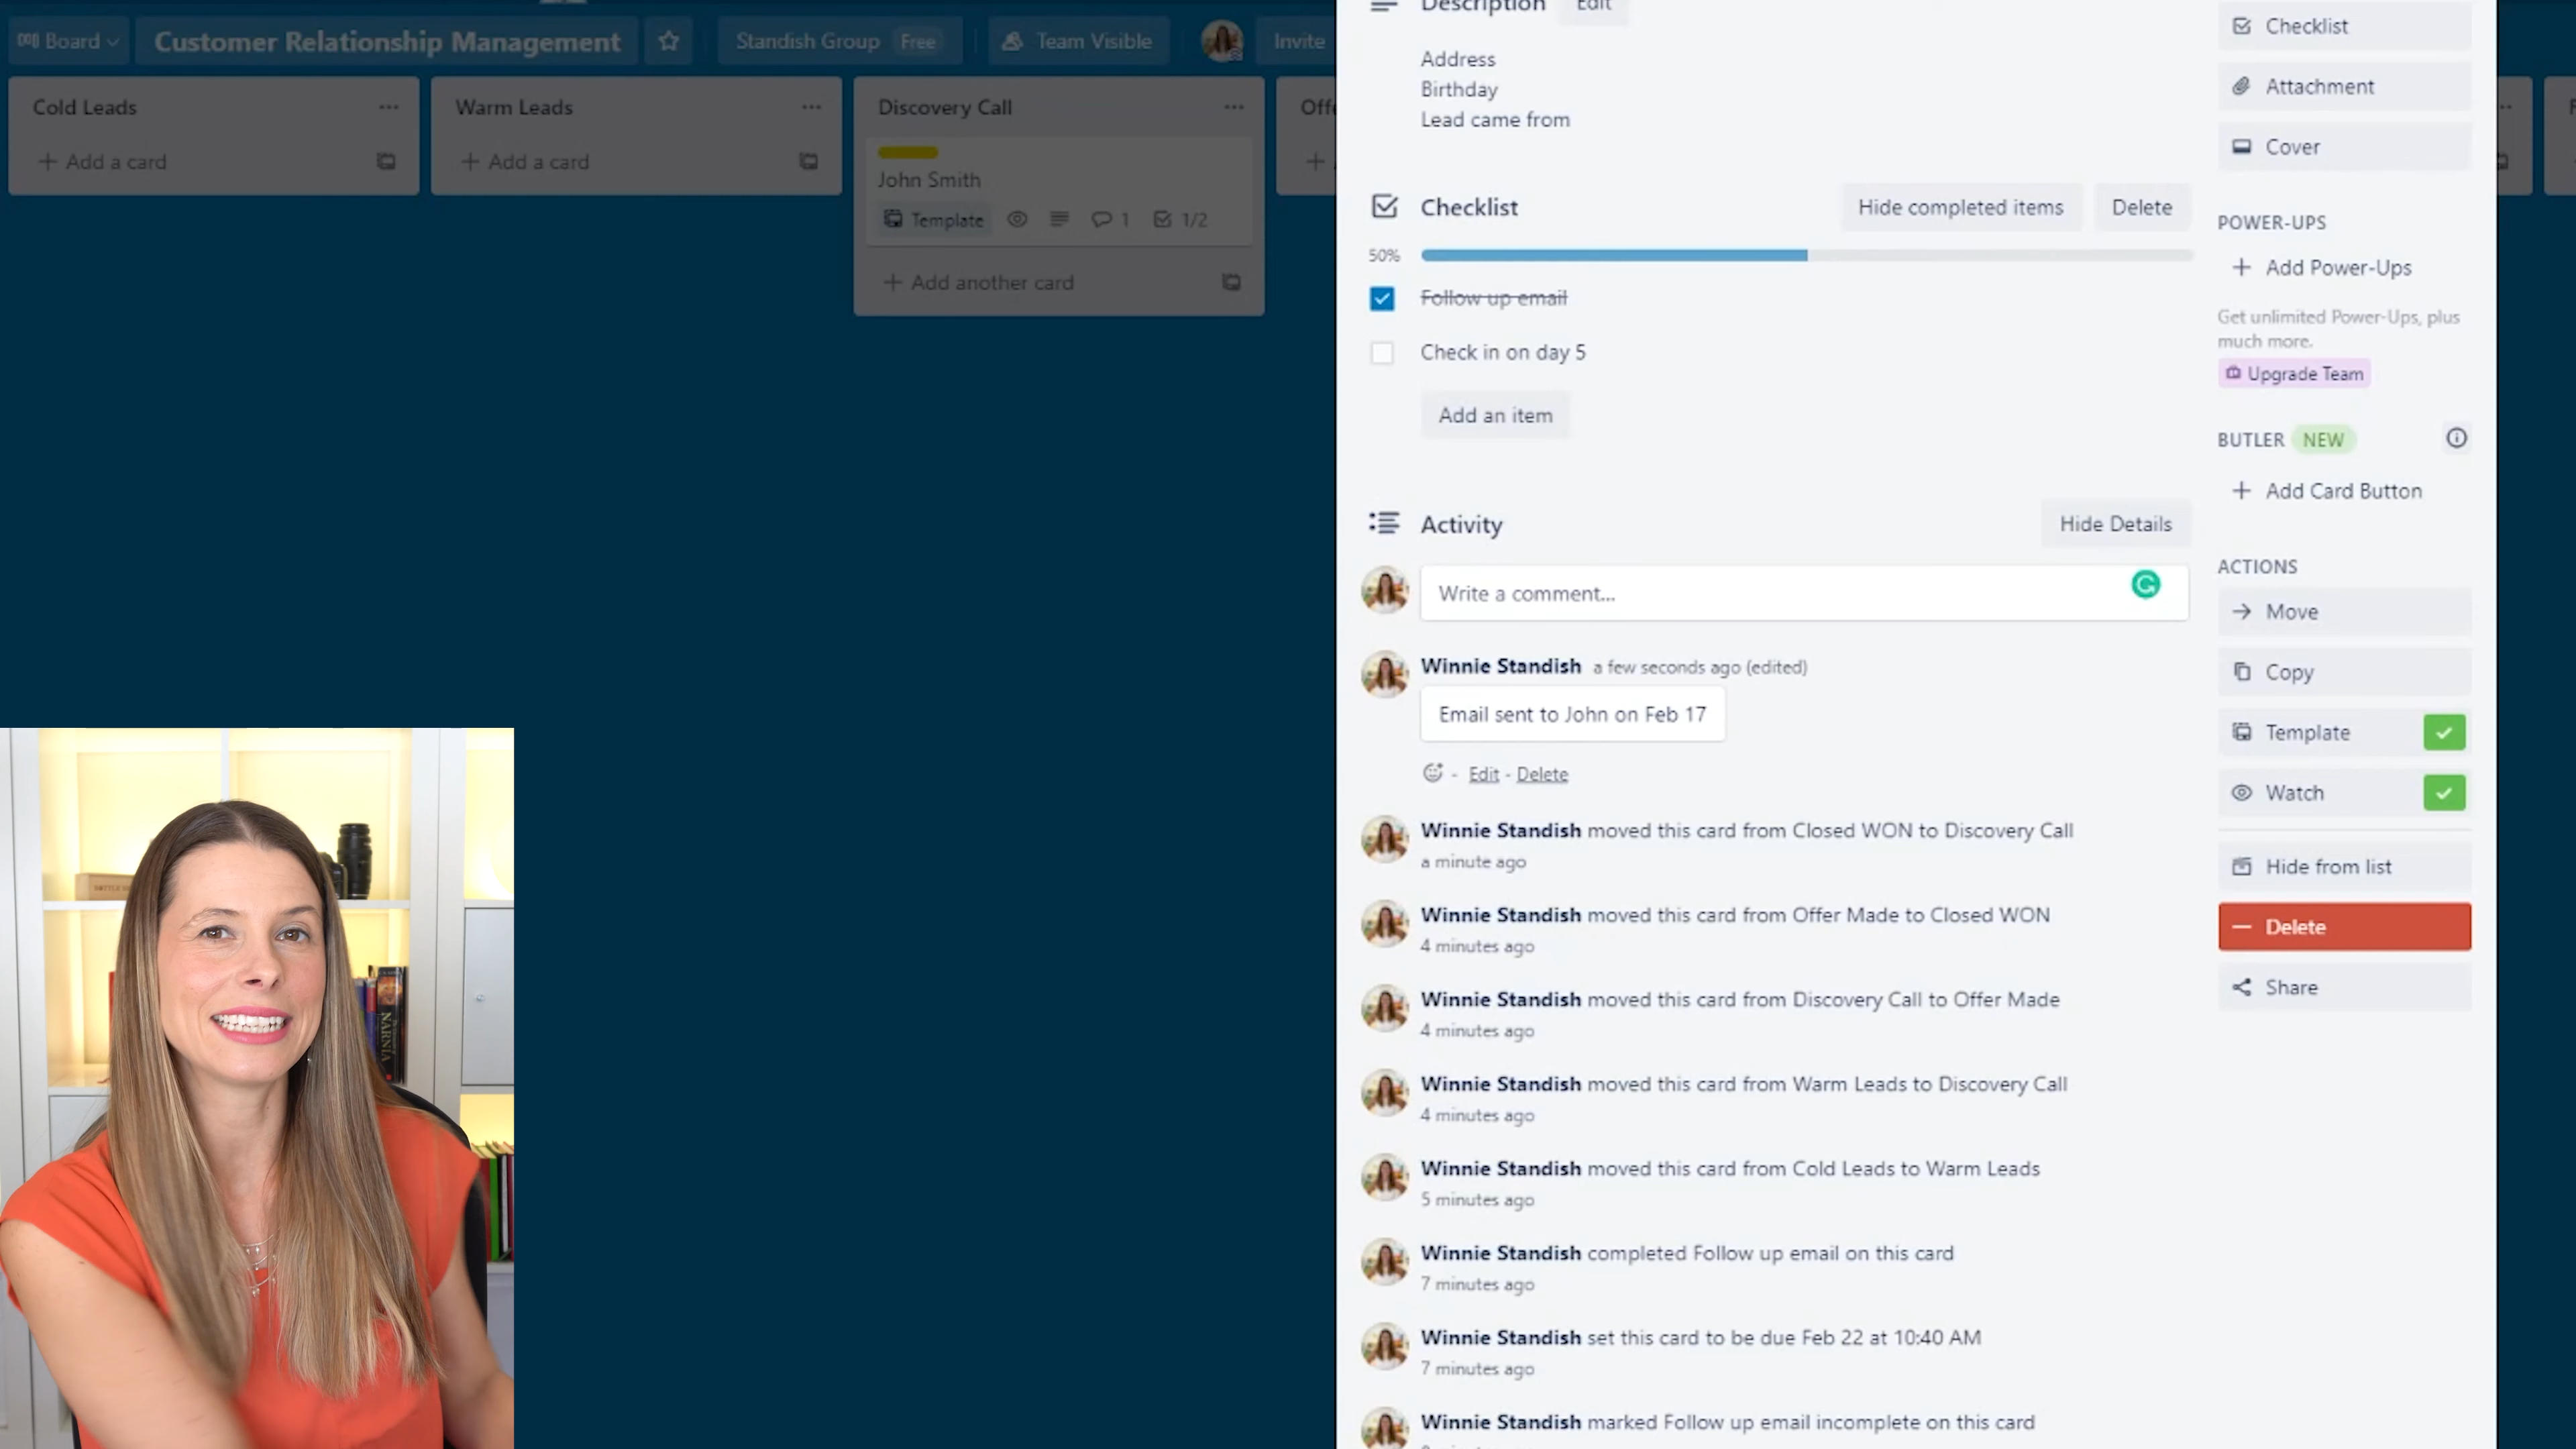 Board
Customer Relationship Management
Standish Group Free
Team Visible
Invite
Cold Leads
Add a card
Warm Leads
Add a card
Discovery Call
John Smith
Template
1
1/2
Add another card
Description
Edit
Address
Birthday
Lead came from
Checklist
Hide completed items
Delete
50%
Follow up email
Check in on day 5
Add an item
Activity
Hide Details
Write a comment...
Winnie Standish a few seconds ago (edited)
Email sent to John on Feb 17
- Edit - Delete
Winnie Standish moved this card from Closed WON to Discovery Call
a minute ago
Winnie Standish moved this card from Offer Made to Closed WON
4 minutes ago
Winnie Standish moved this card from Discovery Call to Offer Made
4 minutes ago
Winnie Standish moved this card from Warm Leads to Discovery Call
4 minutes ago
Winnie Standish moved this card from Cold Leads to Warm Leads
5 minutes ago
Winnie Standish completed Follow up email on this card
7 minutes ago
Winnie Standish set this card to be due Feb 22 at 10:40 AM
7 minutes ago
Winnie Standish marked Follow up email incomplete on this card
Checklist
Attachment
Cover
POWER-UPS
Add Power-Ups
Get unlimited Power-Ups, plus
much more.
Upgrade Team
BUTLER NEW
Add Card Button
ACTIONS
Move
Copy
Template
Watch
Hide from list
Delete
Share
NARNIA